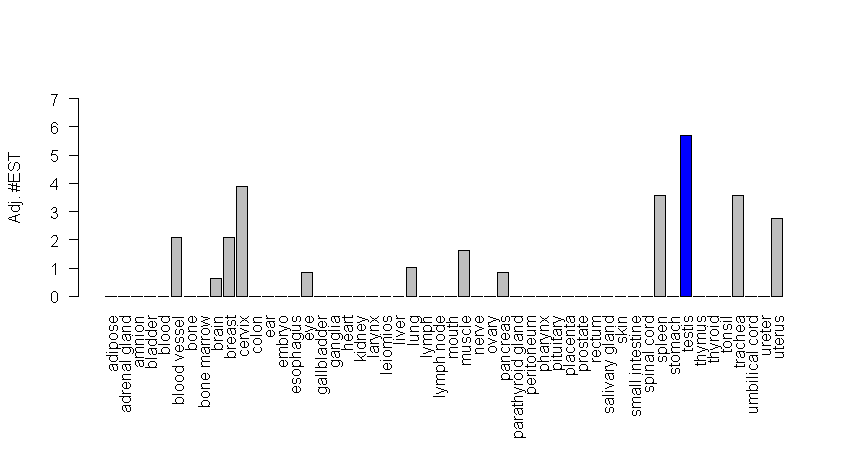 7
6
5
4
3
2
1
0
Adj. #EST
adipose
adrenal gland
amnion
bladder
blood
blood vessel
bone
bone marrow
brain
breast
cervix
colon
ear
embryo
esophagus
eye
gallbladder
ganglia
heart
kidney
larynx
leiomios
liver
lung
lymph
lymph node
mouth
muscle
nerve
ovary
pancreas
parathyroid gland
peritoneum
pharynx
pituitary
placenta
prostate
rectum
salivary gland
skin
small intestine
spinal cord
spleen
stomach
testis
thymus
thyroid
tonsil
trachea
umbilical cord
ureter
uterus